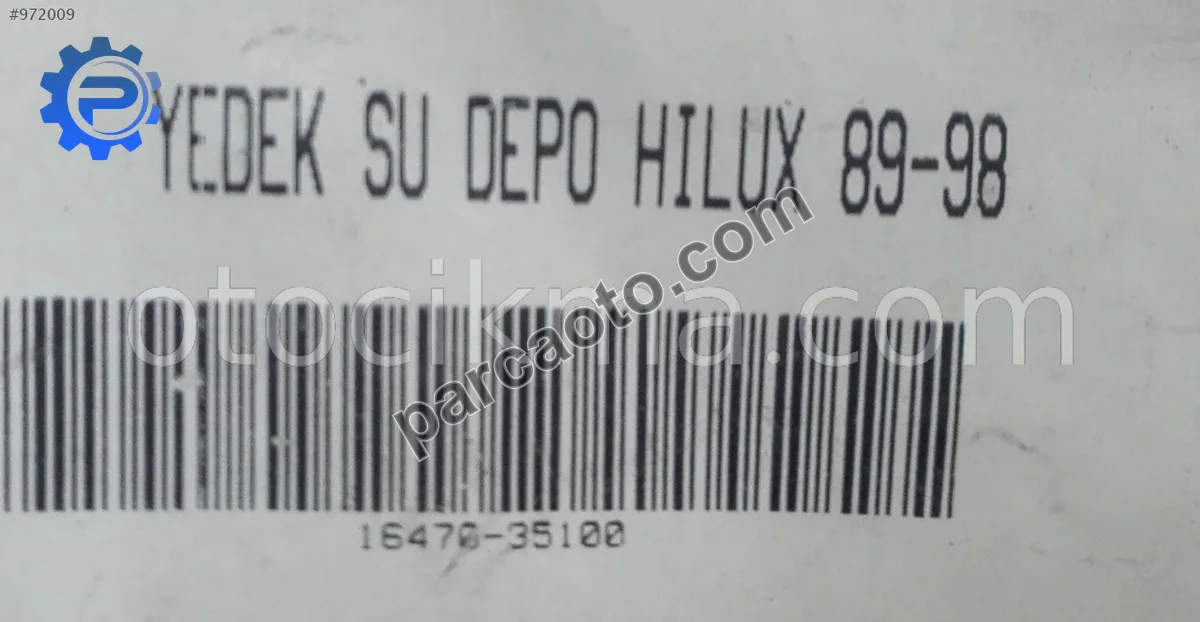 #972009
YEDEK SU DEPO HILUX 89-98
parcaoto.com
otocikma.com
16470-35100